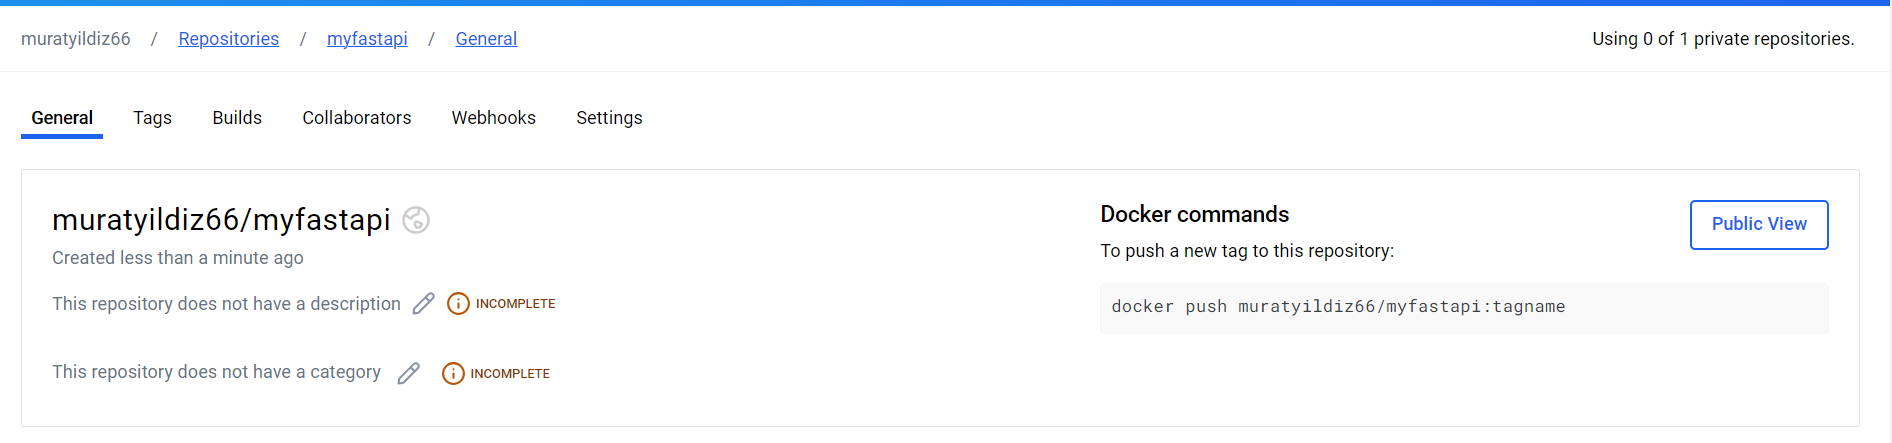 muratyildiz66 / Repositories / myfastapi / General
Using 0 of 1 private repositories.
General Tags Builds Collaborators Webhooks Settings
muratyildiz66/myfastapi
Created less than a minute ago
This repository does not have a description INCOMPLETE
This repository does not have a category INCOMPLETE
Docker commands
Public View
To push a new tag to this repository:
docker push muratyildiz66/myfastapi:tagname